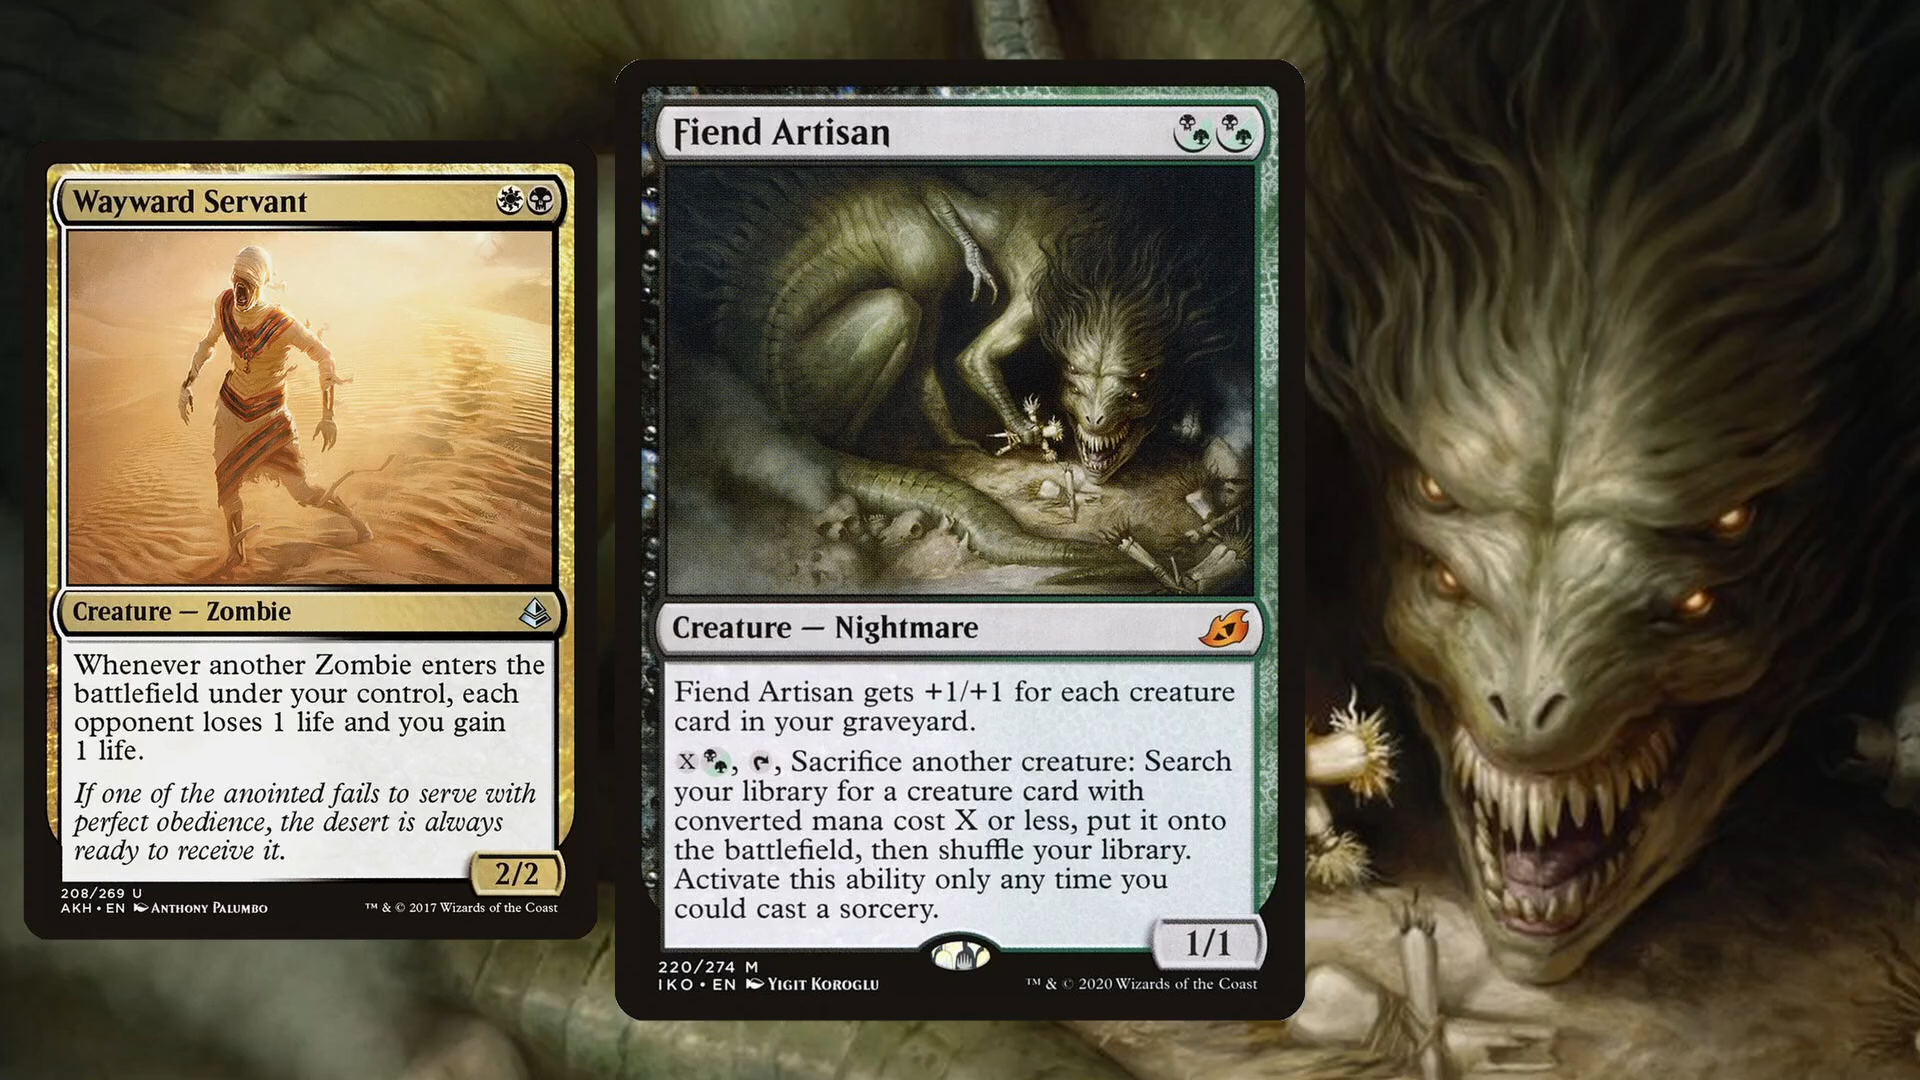 Wayward Servant
Creature — Zombie
Whenever another Zombie enters the
battlefield under your control, each
opponent loses 1 life and you gain
1 life.
If one of the anointed fails to serve with
perfect obedience, the desert is always
ready to receive it.
2/2
208/269 U
AKH • EN Anthony Palumbo
™ & © 2017 Wizards of the Coast
Fiend Artisan
Creature — Nightmare
Fiend Artisan gets +1/+1 for each creature
card in your graveyard.
X , , Sacrifice another creature: Search
your library for a creature card with
converted mana cost X or less, put it onto
the battlefield, then shuffle your library.
Activate this ability only any time you
could cast a sorcery.
1/1
220/274 M
IKO • EN Yigit Koroglu
™ & © 2020 Wizards of the Coast